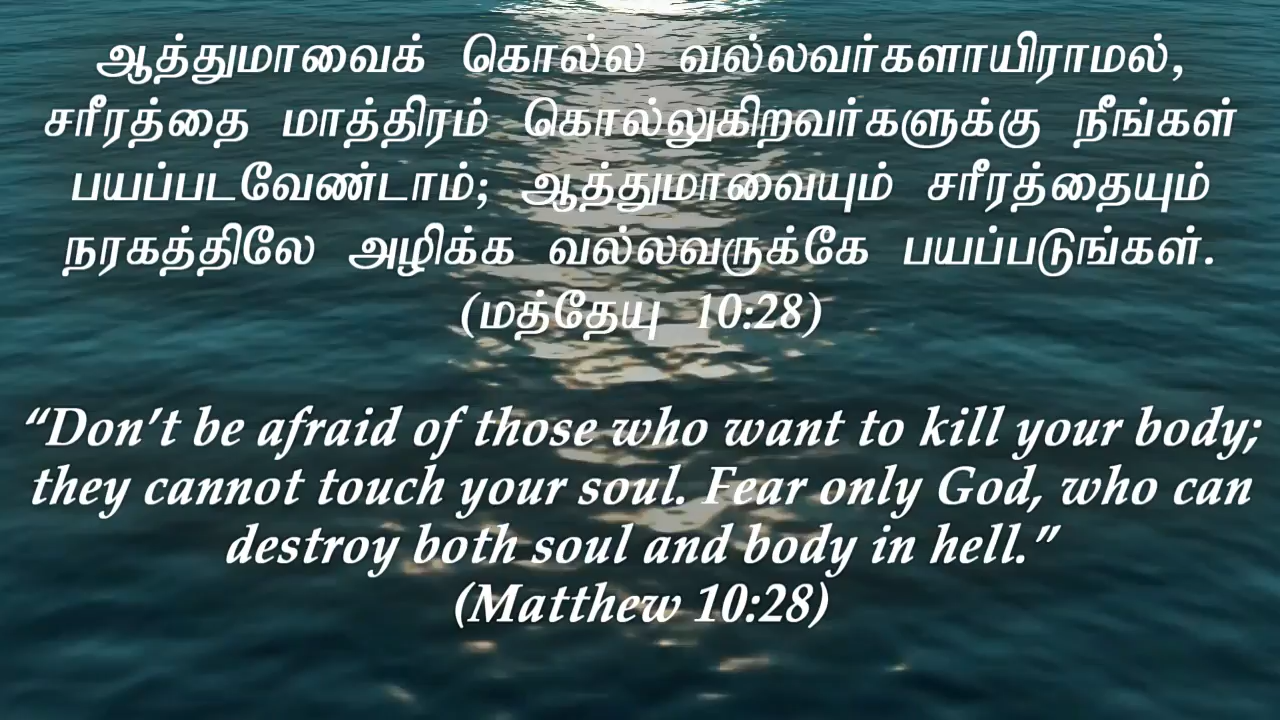 ஆத்துமாவைக் கொல்ல வல்லவர்களாயிராமல்,
சரீரத்தை மாத்திரம் கொல்லுகிறவர்களுக்கு நீங்கள்
பயப்படவேண்டாம்; ஆத்துமாவையும் சரீரத்தையும்
நரகத்திலே அழிக்க வல்லவருக்கே பயப்படுங்கள்.
(மத்தேயு 10:28)
“Don’t be afraid of those who want to kill your body;
they cannot touch your soul. Fear only God, who can
destroy both soul and body in hell.”
(Matthew 10:28)